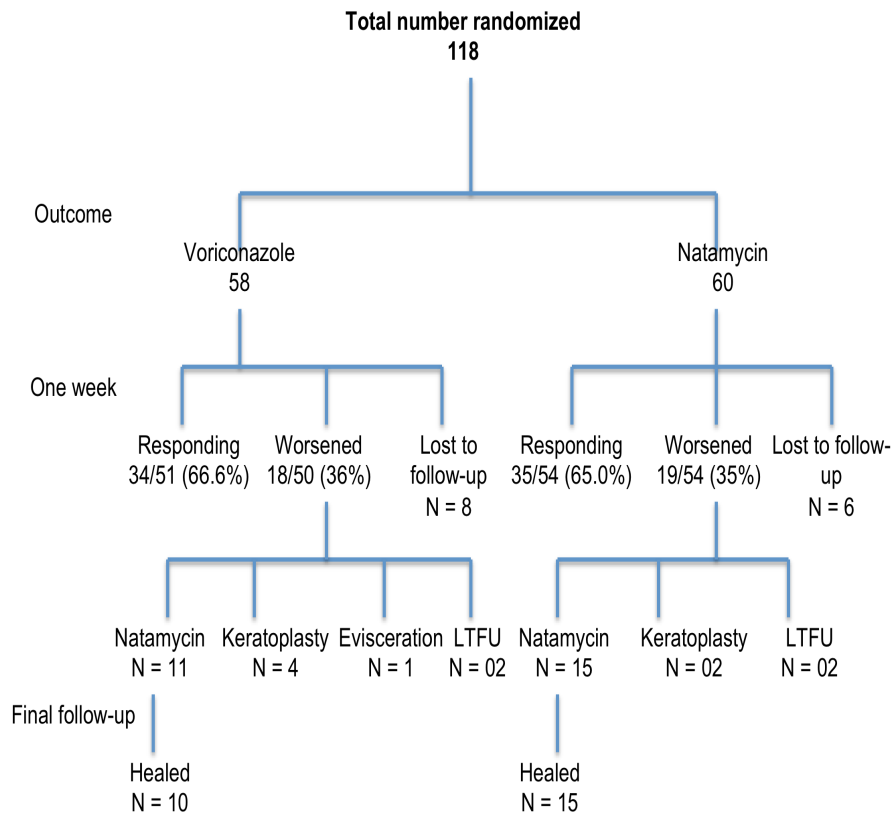 Total number randomized
118
Outcome
Voriconazole
58
Natamycin
60
One week
Responding
34/51 (66.6%)
Worsened
18/50 (36%)
Lost to
follow-up
N = 8
Responding
35/54 (65.0%)
Worsened
19/54 (35%)
Lost to follow-
up
N = 6
Natamycin
N = 11
Keratoplasty
N = 4
Evisceration
N = 1
LTFU
N = 02
Natamycin
N = 15
Keratoplasty
N = 02
LTFU
N = 02
Final follow-up
Healed
N = 10
Healed
N = 15